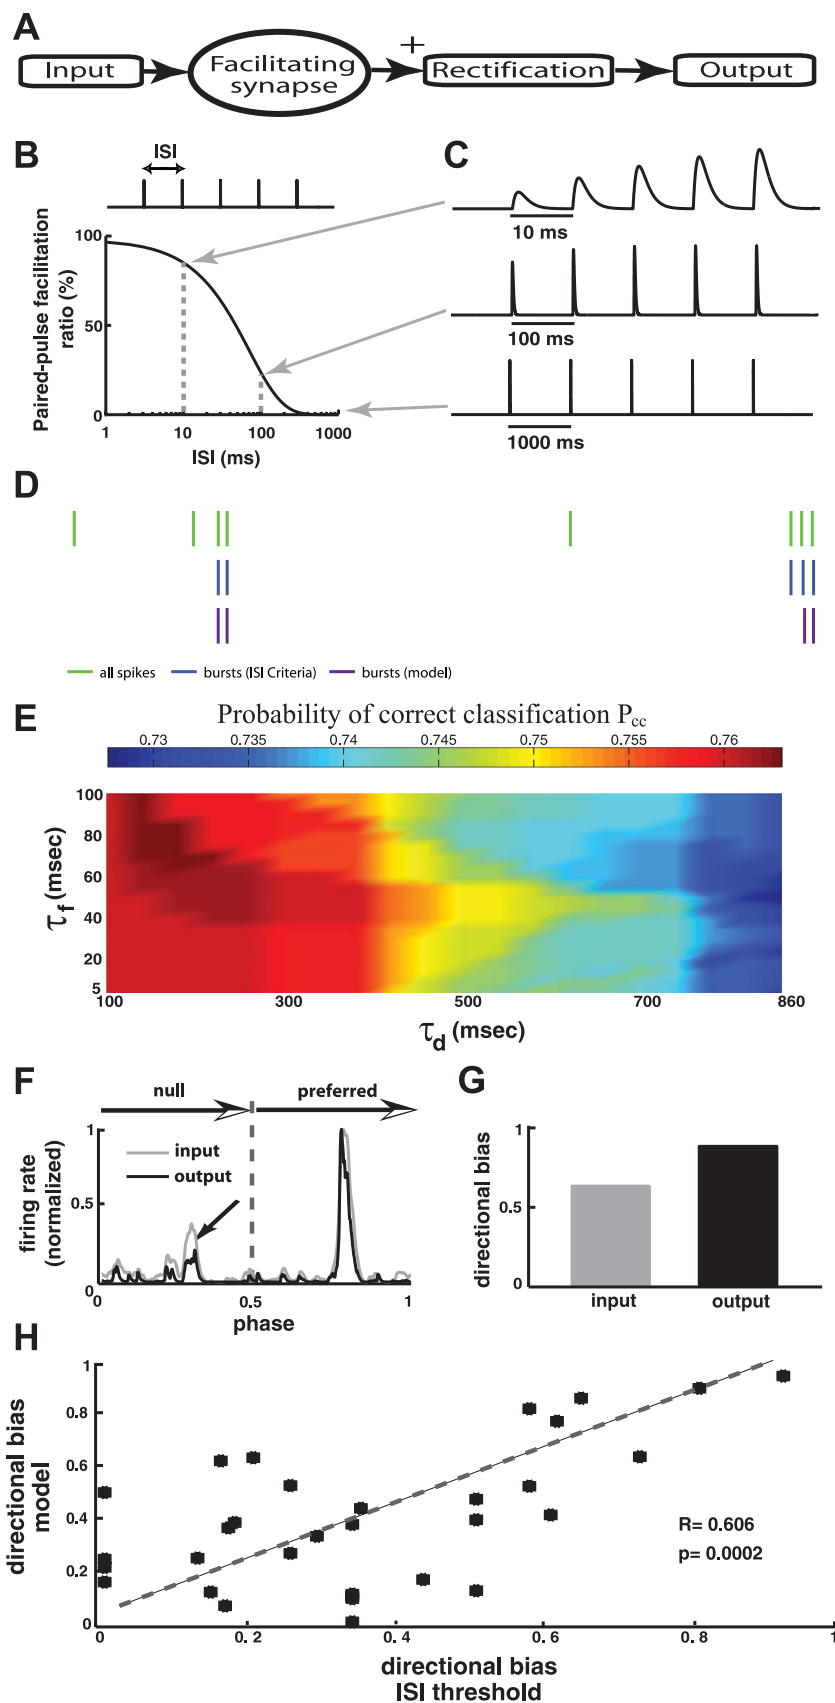 A
Input
Facilitating
synapse
+
Rectification
Output
B
ISI
Paired-pulse facilitation
ratio (%)
100
50
0
1
10
100
1000
ISI (ms)
C
10 ms
100 ms
1000 ms
D
all spikes
bursts (ISI Criteria)
bursts (model)
E
Probability of correct classification Pcc
0.73
0.735
0.74
0.745
0.75
0.755
0.76
τf (msec)
100
80
60
40
20
5
100
300
500
700
860
τd (msec)
F
null
preferred
input
output
firing rate
(normalized)
1
0.5
0
0
0.5
1
phase
G
directional bias
1
0.5
0
input
output
H
directional bias
model
1
0.8
0.6
0.4
0.2
0
R= 0.606
p= 0.0002
0
0.2
0.4
0.6
0.8
1
directional bias
ISI threshold